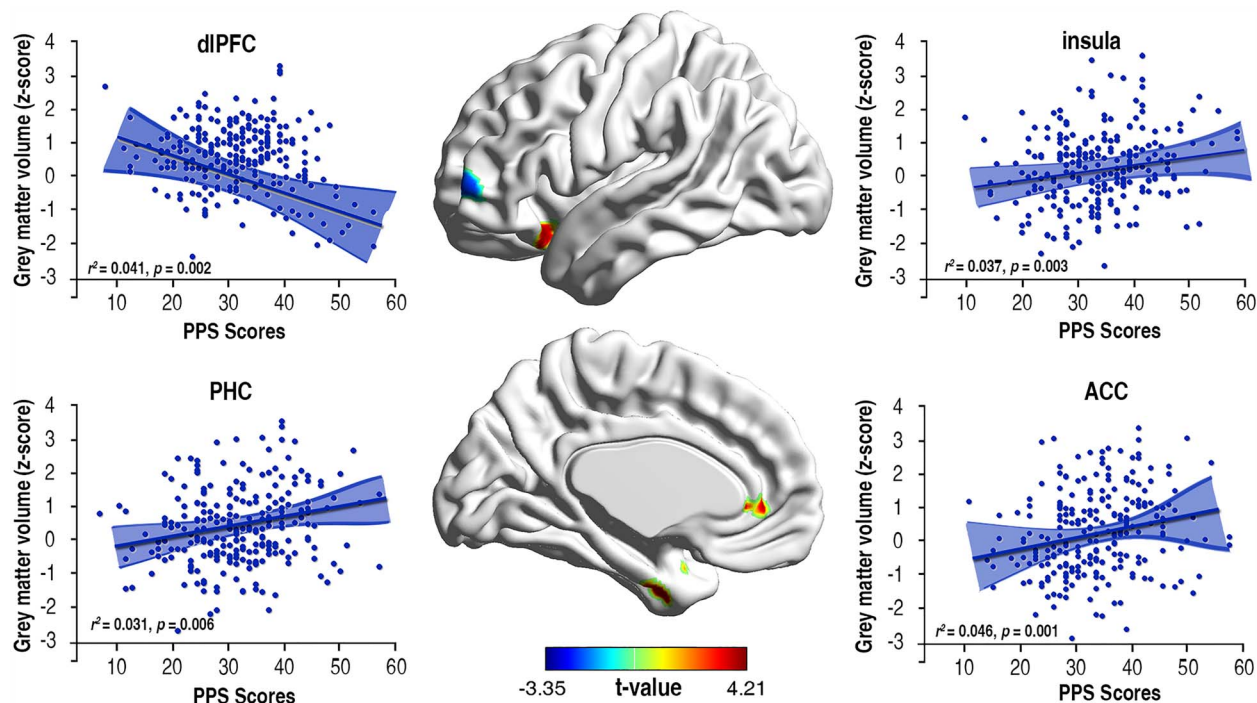 dlPFC
Grey matter volume (z-score)
4
3
2
1
0
-1
-2
-3
r² = 0.041, p = 0.002
10 20 30 40 50 60
PPS Scores
insula
Grey matter volume (z-score)
4
3
2
1
0
-1
-2
-3
r² = 0.037, p = 0.003
10 20 30 40 50 60
PPS Scores
PHC
Grey matter volume (z-score)
4
3
2
1
0
-1
-2
-3
r² = 0.031, p = 0.006
10 20 30 40 50 60
PPS Scores
-3.35 t-value 4.21
ACC
Grey matter volume (z-score)
4
3
2
1
0
-1
-2
-3
r² = 0.046, p = 0.001
10 20 30 40 50 60
PPS Scores